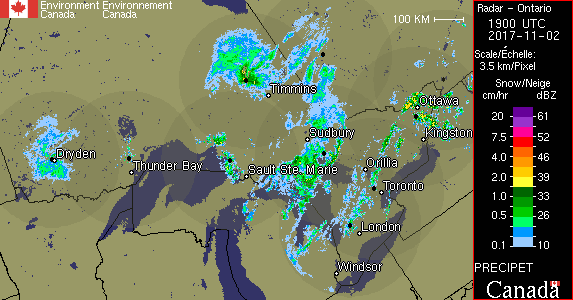 Environment Environnement
Canada Canada
100 KM
Timmins
Ottawa
Kingston
Sudbury
Dryden
Thunder Bay
Sault Ste. Marie
Orillia
Toronto
London
Windsor
Radar - Ontario
1900 UTC
2017-11-02
Scale/Échelle:
3.5 km/Pixel
Snow/Neige
cm/hr dBZ
20 61
7.5 52
4.0 46
2.0 39
1.0 33
0.5 26
0.1 10
PRECIPET
Canada